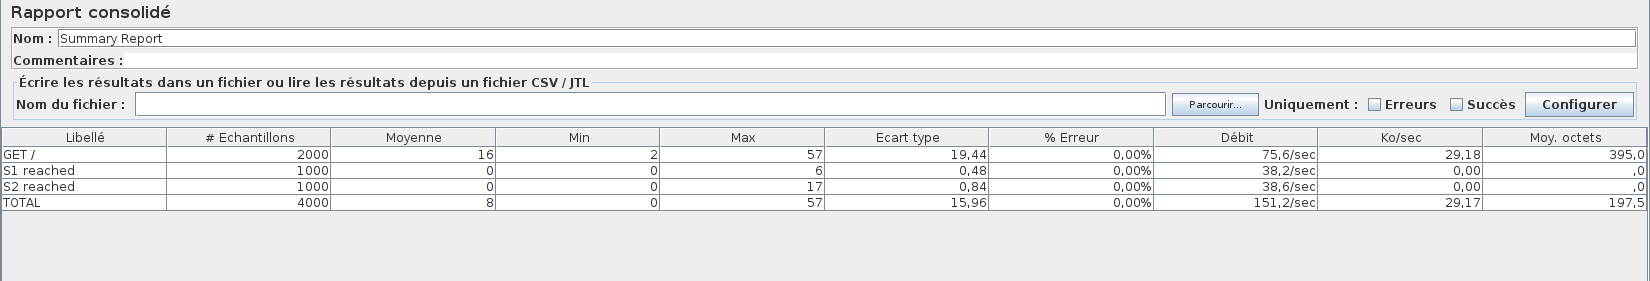 Rapport consolidé
Nom : Summary Report
Commentaires :
Écrire les résultats dans un fichier ou lire les résultats depuis un fichier CSV / JTL
Nom du fichier : Parcourir... Uniquement : Erreurs Succès Configurer
Libellé # Echantillons Moyenne Min Max Ecart type % Erreur Débit Ko/sec Moy. octets
GET / 2000 16 2 57 19,44 0,00% 75,6/sec 29,18 395,0
S1 reached 1000 0 0 6 0,48 0,00% 38,2/sec 0,00 ,0
S2 reached 1000 0 0 17 0,84 0,00% 38,6/sec 0,00 ,0
TOTAL 4000 8 0 57 15,96 0,00% 151,2/sec 29,17 197,5